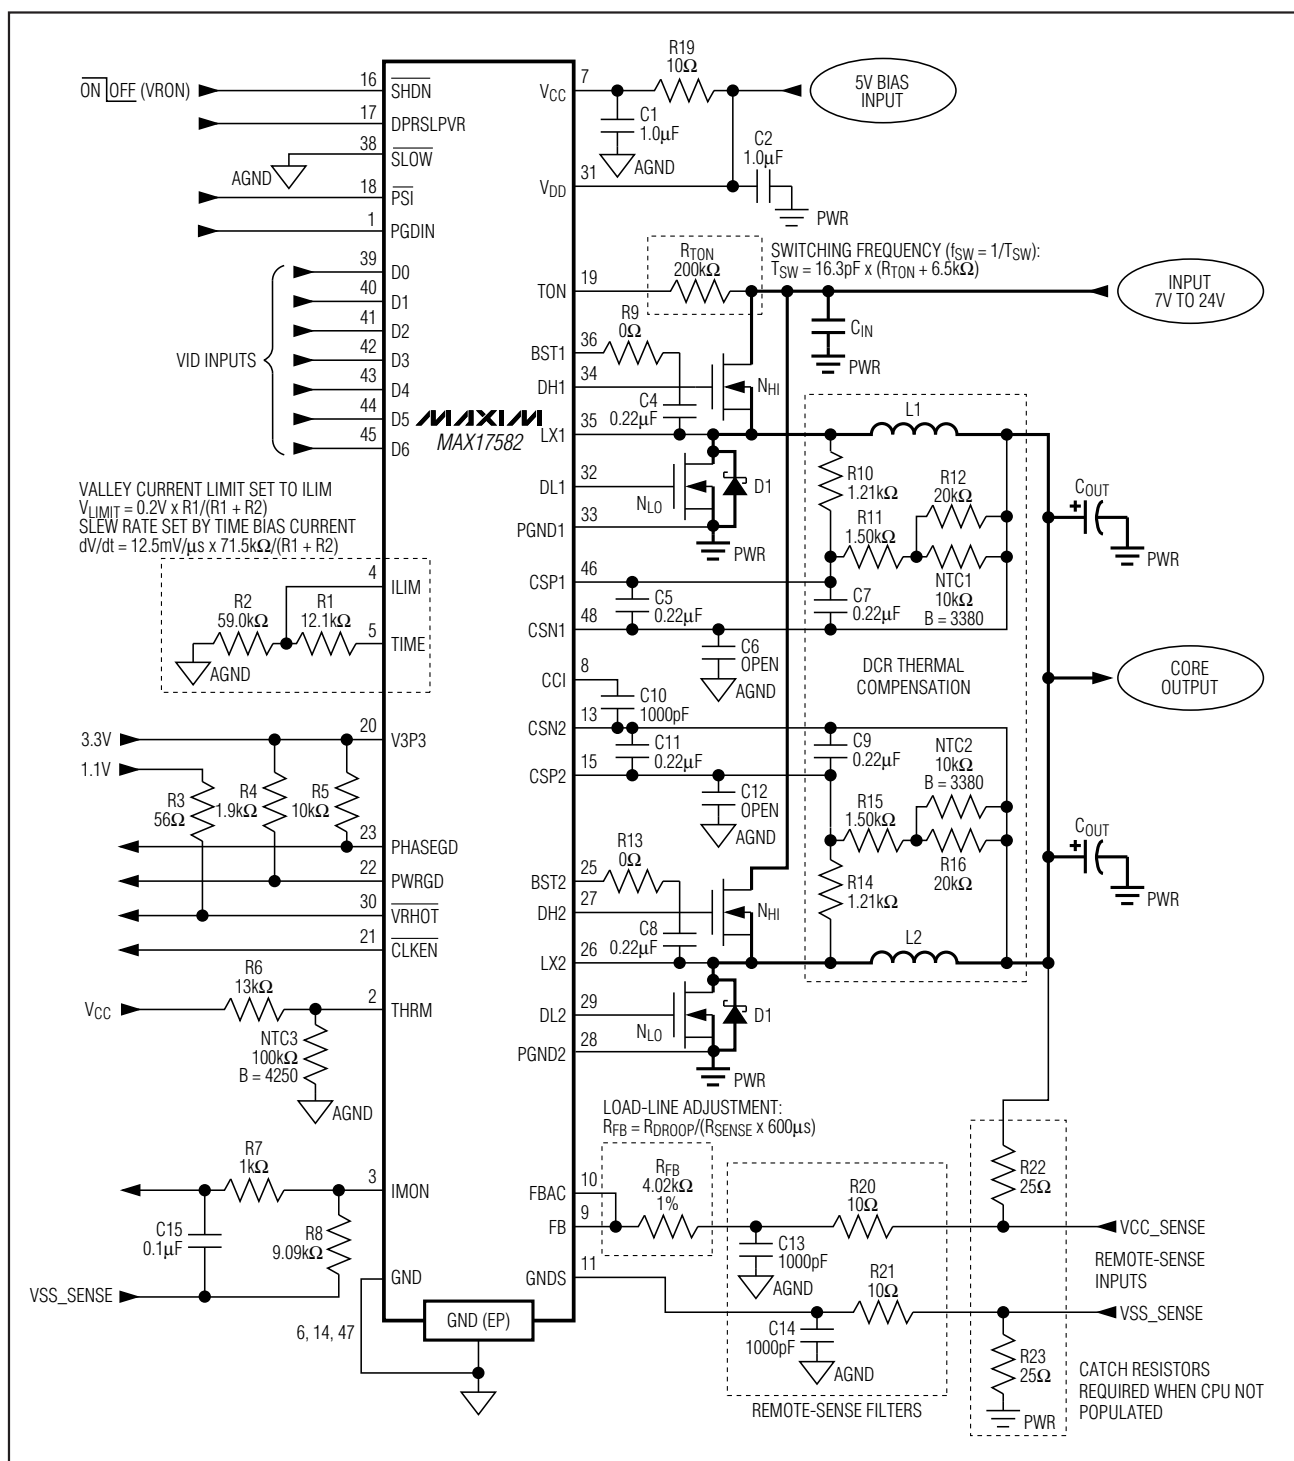 ON OFF (VRON)
16
SHDN
17
DPRSLPVR
38
SLOW
AGND
18
PSI
1
PGDIN
39
D0
40
D1
41
D2
42
D3
43
D4
44
D5
45
D6
VID INPUTS
MAXIM
MAX17582
VALLEY CURRENT LIMIT SET TO ILIM
VLIMIT = 0.2V x R1/(R1 + R2)
SLEW RATE SET BY TIME BIAS CURRENT
dV/dt = 12.5mV/μs x 71.5kΩ/(R1 + R2)
4
ILIM
R2
59.0kΩ
R1
12.1kΩ
5
TIME
AGND
3.3V
20
V3P3
1.1V
R3
56Ω
R4
1.9kΩ
R5
10kΩ
23
PHASEGD
22
PWRGD
30
VRHOT
21
CLKEN
R6
13kΩ
VCC
2
THRM
NTC3
100kΩ
B = 4250
AGND
R7
1kΩ
3
IMON
C15
0.1μF
R8
9.09kΩ
VSS_SENSE
GND
6, 14, 47
GND (EP)
R19
10Ω
7
VCC
5V BIAS
INPUT
C1
1.0μF
AGND
C2
1.0μF
31
VDD
PWR
RTON
200kΩ
SWITCHING FREQUENCY (fSW = 1/TSW):
TSW = 16.3pF x (RTON + 6.5kΩ)
19
TON
INPUT
7V TO 24V
CIN
PWR
R9
0Ω
36
BST1
34
DH1
NHI
C4
0.22μF
35
LX1
L1
32
DL1
NLO
D1
33
PGND1
PWR
R10
1.21kΩ
R12
20kΩ
R11
1.50kΩ
NTC1
10kΩ
B = 3380
COUT
PWR
46
CSP1
C5
0.22μF
C7
0.22μF
48
CSN1
C6
OPEN
AGND
DCR THERMAL
COMPENSATION
CORE
OUTPUT
8
CCI
C10
1000pF
13
CSN2
C11
0.22μF
C9
0.22μF
NTC2
10kΩ
B = 3380
15
CSP2
C12
OPEN
AGND
R15
1.50kΩ
R16
20kΩ
R14
1.21kΩ
COUT
PWR
R13
0Ω
25
BST2
27
DH2
NHI
C8
0.22μF
26
LX2
L2
29
DL2
NLO
D1
28
PGND2
PWR
LOAD-LINE ADJUSTMENT:
RFB = RDROOP/(RSENSE x 600μs)
10
FBAC
RFB
4.02kΩ
1%
9
FB
R20
10Ω
R22
25Ω
VCC_SENSE
C13
1000pF
AGND
REMOTE-SENSE
INPUTS
11
GNDS
R21
10Ω
VSS_SENSE
C14
1000pF
AGND
R23
25Ω
PWR
REMOTE-SENSE FILTERS
CATCH RESISTORS
REQUIRED WHEN CPU NOT
POPULATED